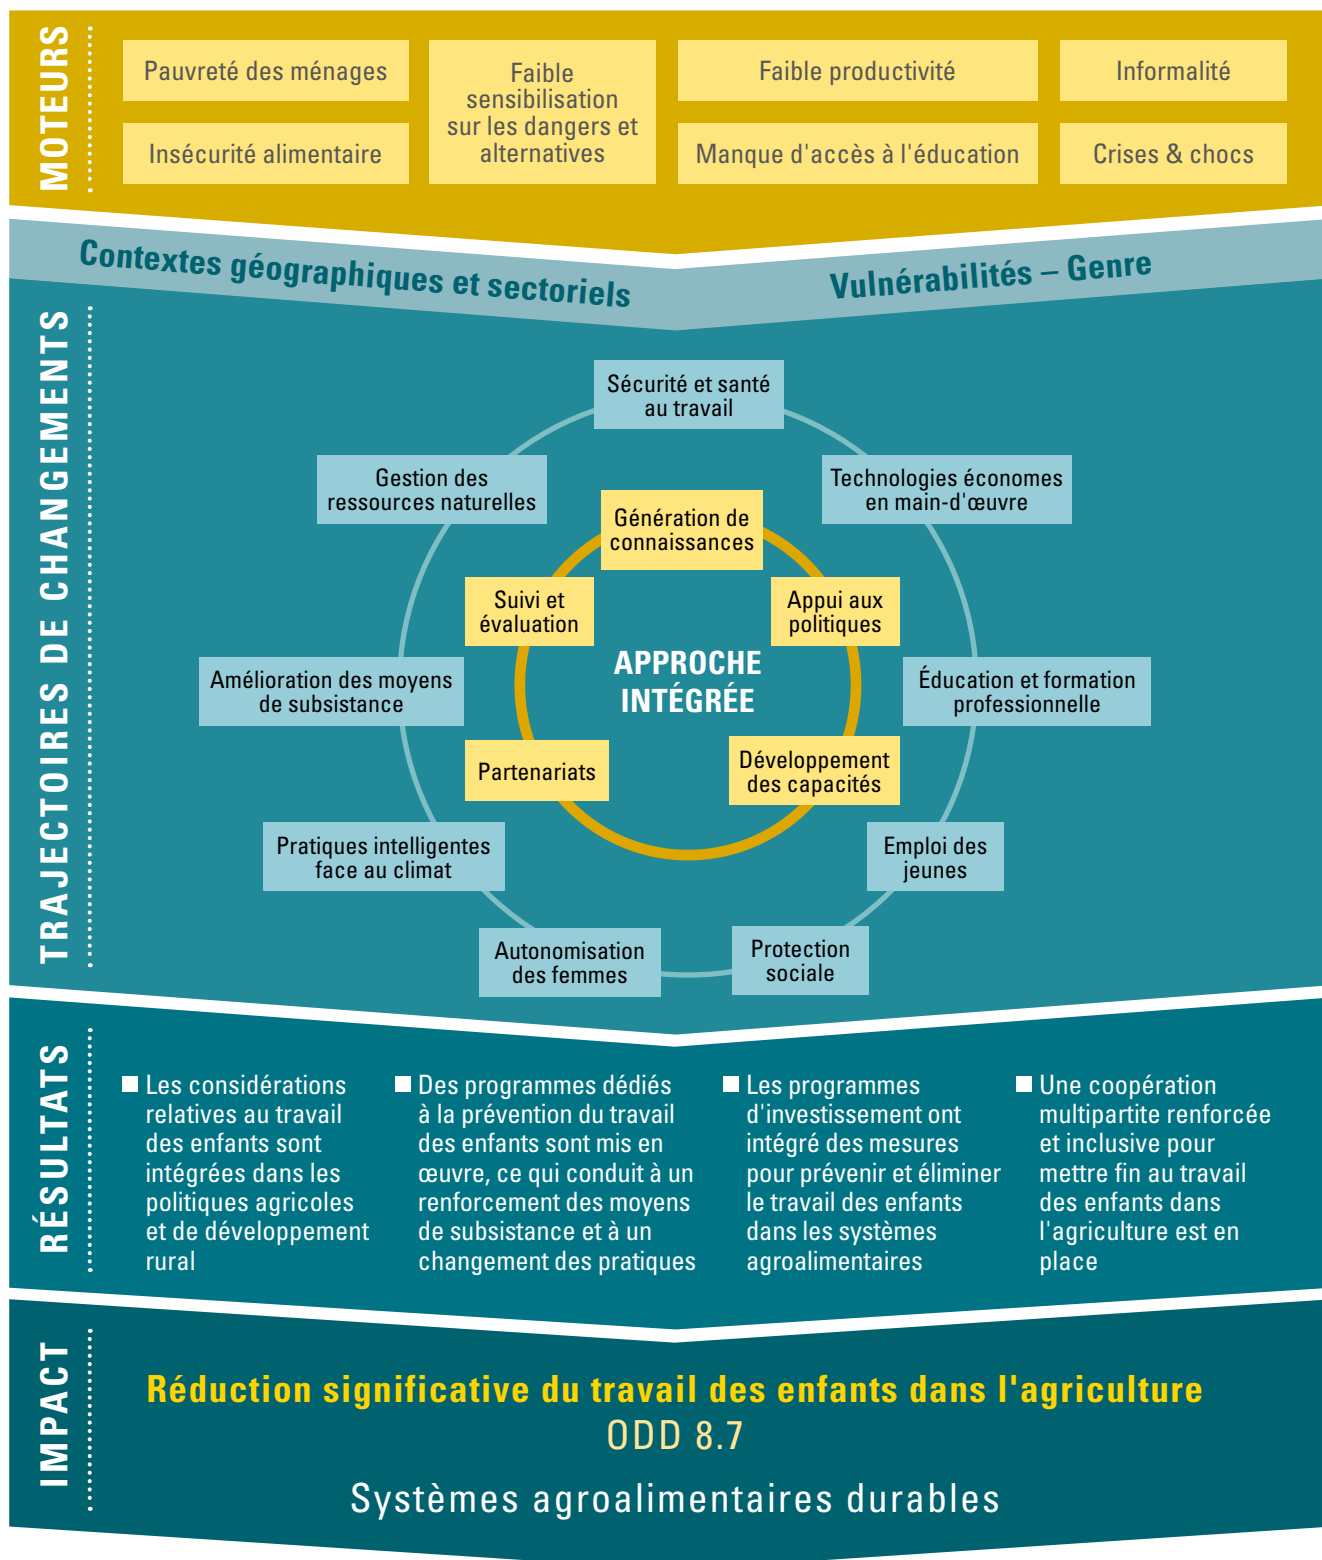 MOTEURS
Pauvreté des ménages
Insécurité alimentaire
Faible
sensibilisation
sur les dangers et
alternatives
Faible productivité
Manque d'accès à l'éducation
Informalité
Crises & chocs
Contextes géographiques et sectoriels
Vulnérabilités – Genre
TRAJECTOIRES DE CHANGEMENTS
Sécurité et santé
au travail
Technologies économes
en main-d'œuvre
Éducation et formation
professionnelle
Emploi des
jeunes
Protection
sociale
Autonomisation
des femmes
Pratiques intelligentes
face au climat
Amélioration des moyens
de subsistance
Gestion des
ressources naturelles
Génération de
connaissances
Appui aux
politiques
Développement
des capacités
Partenariats
Suivi et
évaluation
APPROCHE
INTÉGRÉE
RÉSULTATS
Les considérations
relatives au travail
des enfants sont
intégrées dans les
politiques agricoles
et de développement
rural
Des programmes dédiés
à la prévention du travail
des enfants sont mis en
œuvre, ce qui conduit à un
renforcement des moyens
de subsistance et à un
changement des pratiques
Les programmes
d'investissement ont
intégré des mesures
pour prévenir et éliminer
le travail des enfants
dans les systèmes
agroalimentaires
Une coopération
multipartite renforcée
et inclusive pour
mettre fin au travail
des enfants dans
l'agriculture est en
place
IMPACT
Réduction significative du travail des enfants dans l'agriculture
ODD 8.7
Systèmes agroalimentaires durables